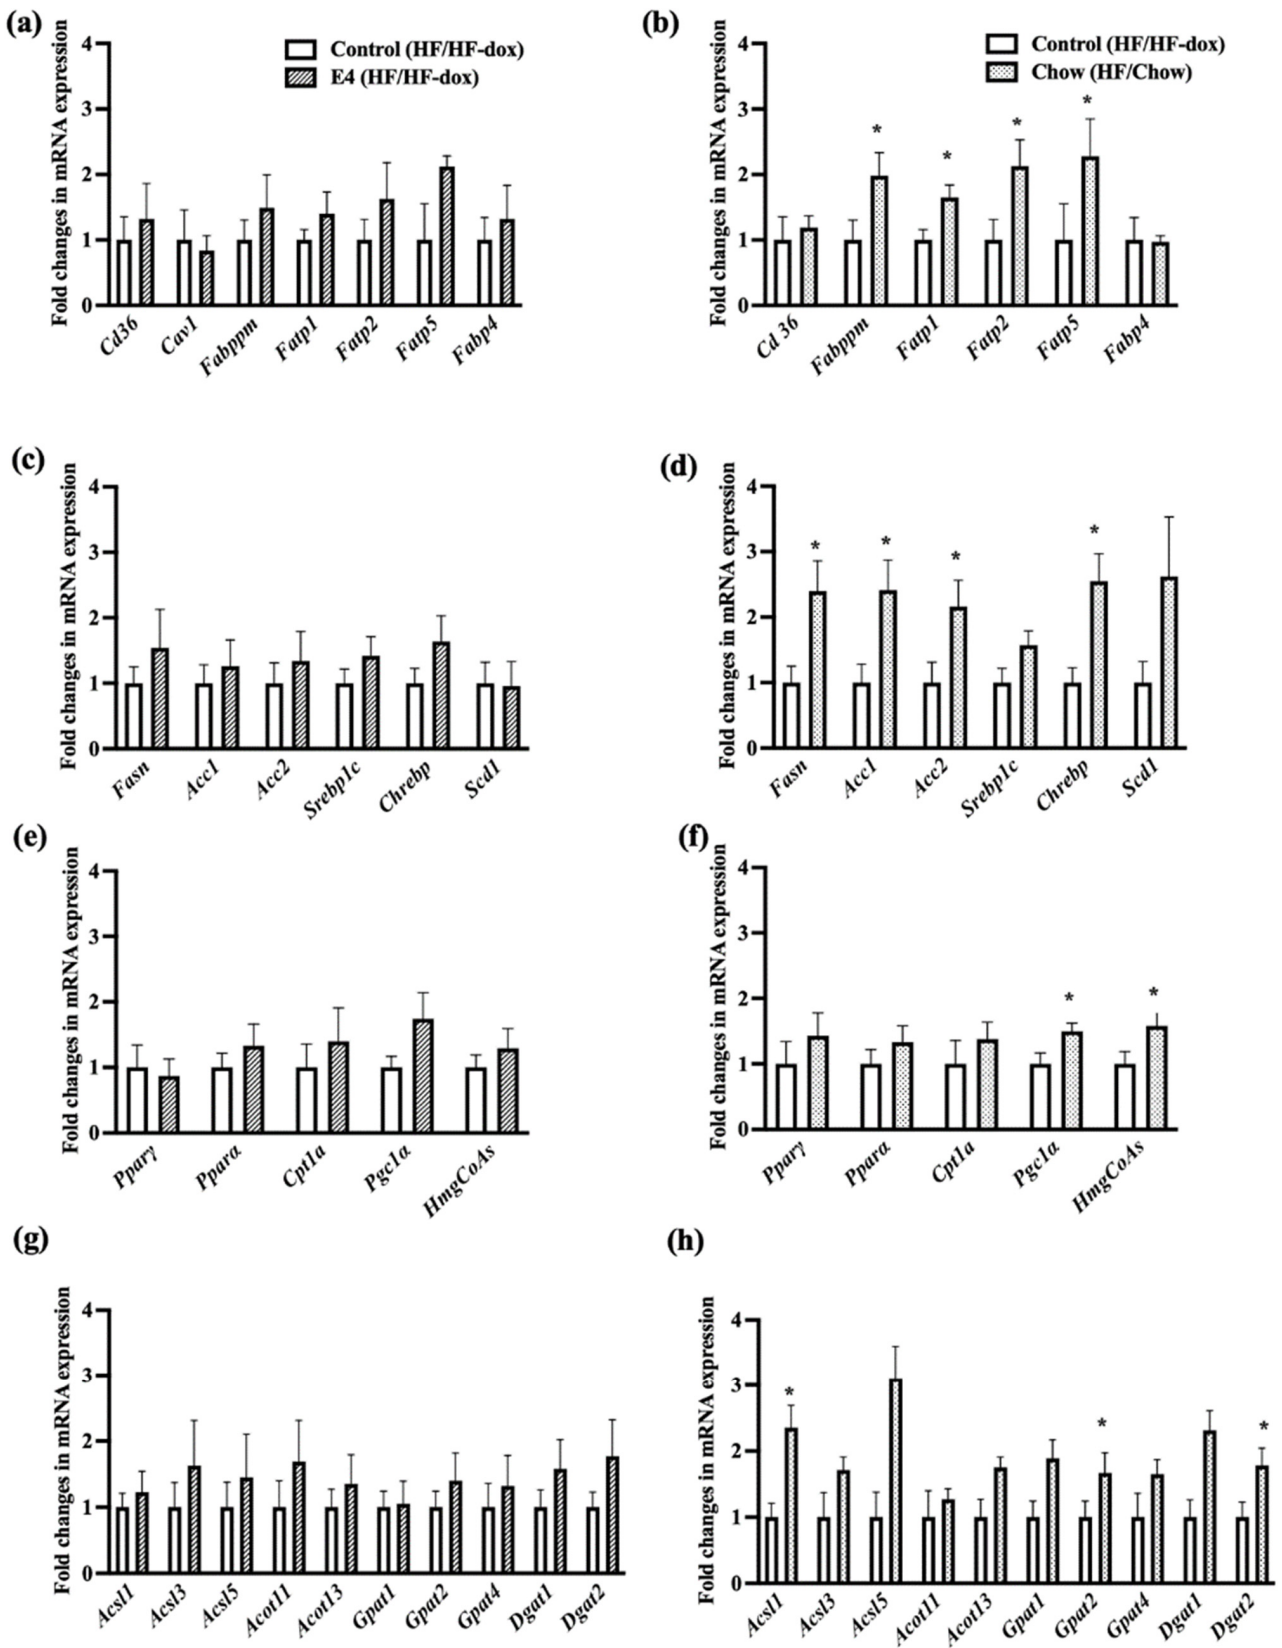 (a)
Fold changes in mRNA expression
4
3
2
1
0
Control (HF/HF-dox)
E4 (HF/HF-dox)
Cd36
Cav1
Fabppm
Fatp1
Fatp2
Fatp5
Fabp4
(b)
Fold changes in mRNA expression
4
3
2
1
0
Control (HF/HF-dox)
Chow (HF/Chow)
*
*
*
*
Cd 36
Fabppm
Fatp1
Fatp2
Fatp5
Fabp4
(c)
Fold changes in mRNA expression
4
3
2
1
0
Fasn
Acc1
Acc2
Srebp1c
Chrebp
Scd1
(d)
Fold changes in mRNA expression
4
3
2
1
0
*
*
*
*
Fasn
Acc1
Acc2
Srebp1c
Chrebp
Scd1
(e)
Fold changes in mRNA expression
4
3
2
1
0
Pparγ
Pparα
Cpt1a
Pgc1α
HmgCoAs
(f)
Fold changes in mRNA expression
4
3
2
1
0
*
*
Pparγ
Pparα
Cpt1a
Pgc1α
HmgCoAs
(g)
Fold changes in mRNA expression
4
3
2
1
0
Acsl1
Acsl3
Acsl5
Acot11
Acot13
Gpat1
Gpat2
Gpat4
Dgat1
Dgat2
(h)
Fold changes in mRNA expression
4
3
2
1
0
*
*
*
Acsl1
Acsl3
Acsl5
Acot11
Acot13
Gpat1
Gpat2
Gpat4
Dgat1
Dgat2